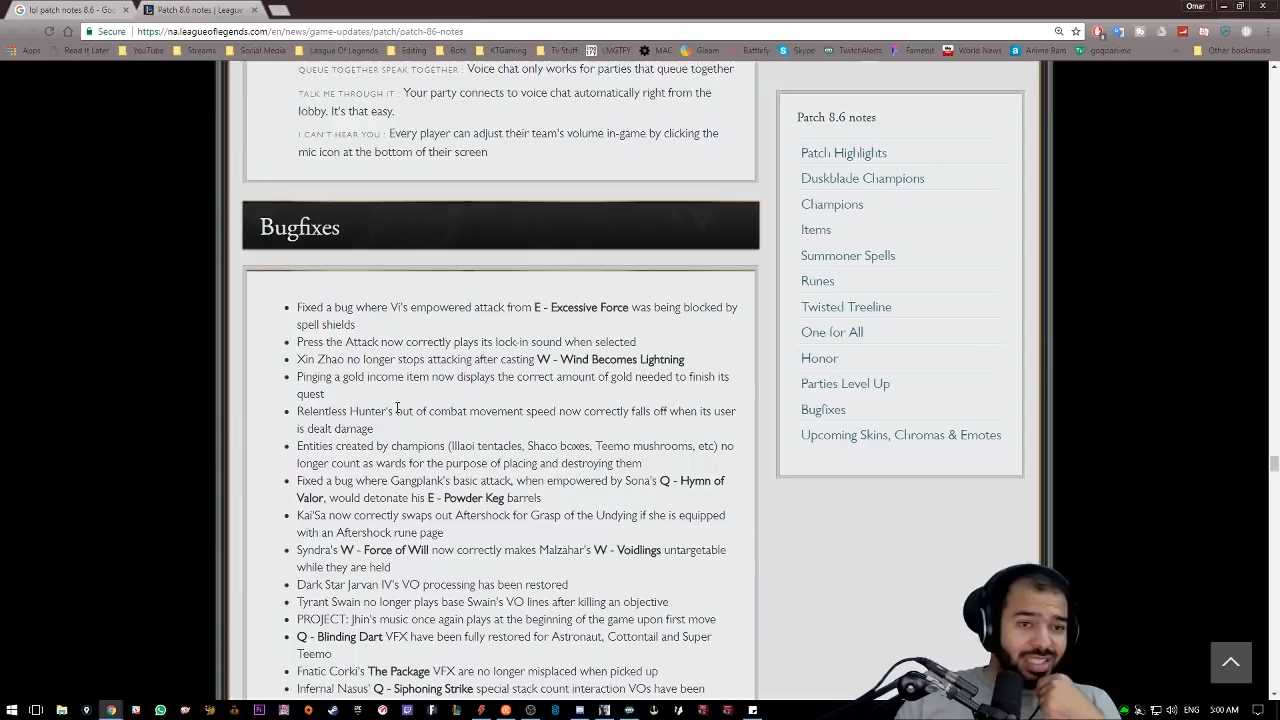 lol patch notes 8.6 - Goo
Patch 8.6 notes | League
Omar
Secure
https://na.leagueoflegends.com/en/news/game-updates/patch/patch-86-notes
Apps
Read It Later
YouTube
Streams
Social Media
League Of Legends
Editing
Bots
KTGaming
Tv Stuff
LMGTFY
MAC
Gleam
Battlefy
Skype
TwitchAlerts
Famebit
World News
Anime Bam
gogoanime
Other bookmarks
QUEUE TOGETHER SPEAK TOGETHER : Voice chat only works for parties that queue together
TALK ME THROUGH IT : Your party connects to voice chat automatically right from the
lobby. It's that easy.
I CAN'T HEAR YOU : Every player can adjust their team's volume in-game by clicking the
mic icon at the bottom of their screen
Bugfixes
Fixed a bug where Vi's empowered attack from E - Excessive Force was being blocked by
spell shields
Press the Attack now correctly plays its lock-in sound when selected
Xin Zhao no longer stops attacking after casting W - Wind Becomes Lightning
Pinging a gold income item now displays the correct amount of gold needed to finish its
quest
Relentless Hunter's out of combat movement speed now correctly falls off when its user
is dealt damage
Entities created by champions (Illaoi tentacles, Shaco boxes, Teemo mushrooms, etc) no
longer count as wards for the purpose of placing and destroying them
Fixed a bug where Gangplank's basic attack, when empowered by Sona's Q - Hymn of
Valor, would detonate his E - Powder Keg barrels
Kai'Sa now correctly swaps out Aftershock for Grasp of the Undying if she is equipped
with an Aftershock rune page
Syndra's W - Force of Will now correctly makes Malzahar's W - Voidlings untargetable
while they are held
Dark Star Jarvan IV's VO processing has been restored
Tyrant Swain no longer plays base Swain's VO lines after killing an objective
PROJECT: Jhin's music once again plays at the beginning of the game upon first move
Q - Blinding Dart VFX have been fully restored for Astronaut, Cottontail and Super
Teemo
Fnatic Corki's The Package VFX are no longer misplaced when picked up
Infernal Nasus' Q - Siphoning Strike special stack count interaction VOs have been
Patch 8.6 notes
Patch Highlights
Duskblade Champions
Champions
Items
Summoner Spells
Runes
Twisted Treeline
One for All
Honor
Parties Level Up
Bugfixes
Upcoming Skins, Chromas & Emotes
5:00 AM